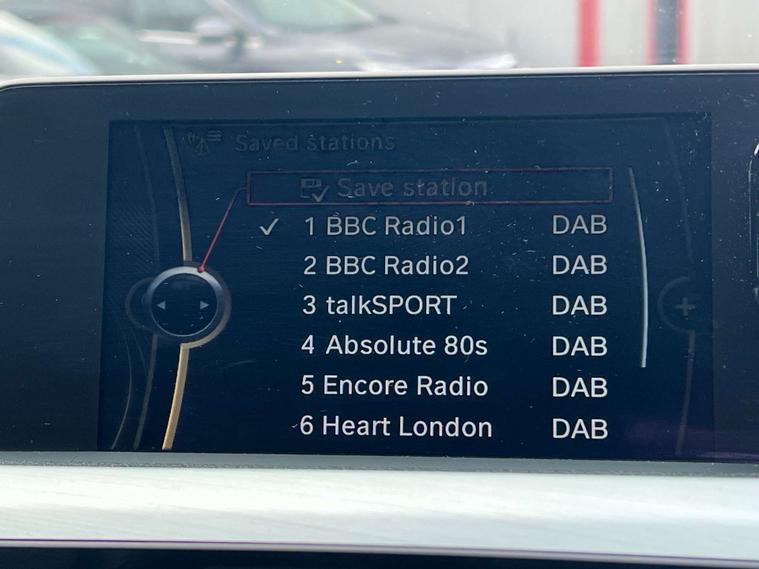 Saved stations
Save station
1 BBC Radio1 DAB
2 BBC Radio2 DAB
3 talkSPORT DAB
4 Absolute 80s DAB
5 Encore Radio DAB
6 Heart London DAB